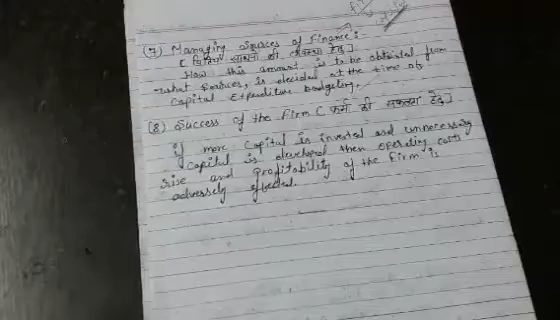 (7) Managing Sources of Finance:-
[ वित्तीय साधनों की व्यवस्था हेतु ]
How this amount is to be obtained from
what sources, is decided at the time of
Capital Expenditure budgeting.
(8) Success of the Firm [ फर्म की सफलता हेतु ]
if more capital is invested and unnecessary
capital is developed then operating costs
rise and profitability of the firm is
adversely effected.